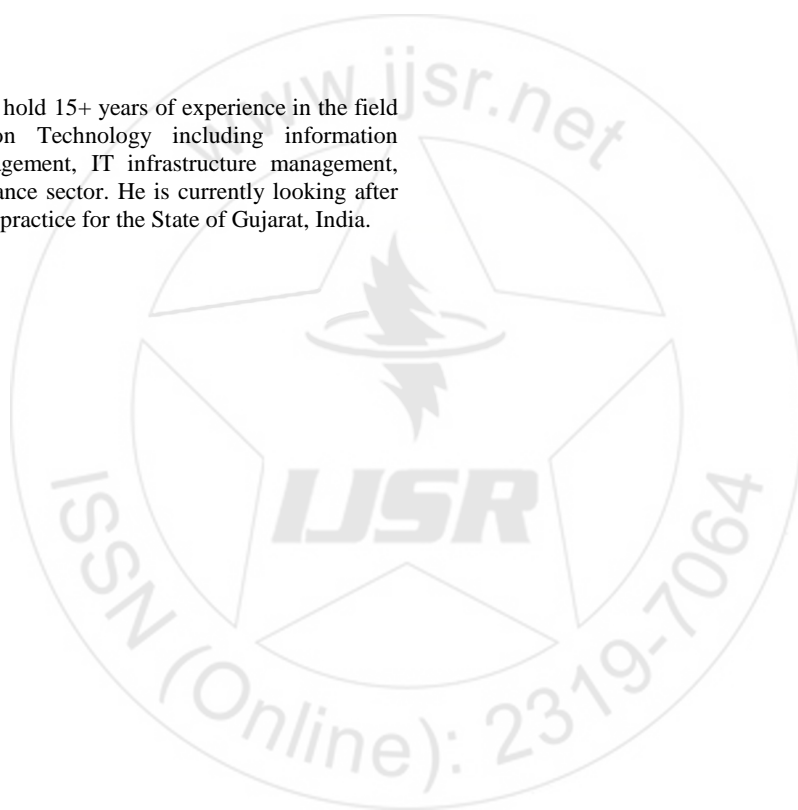 hold 15+ years of experience in the field
on Technology including information
agement, IT infrastructure management,
ance sector. He is currently looking after
practice for the State of Gujarat, India.
www.ijsr.net
IJSR
ISSN (Online): 2319-7064